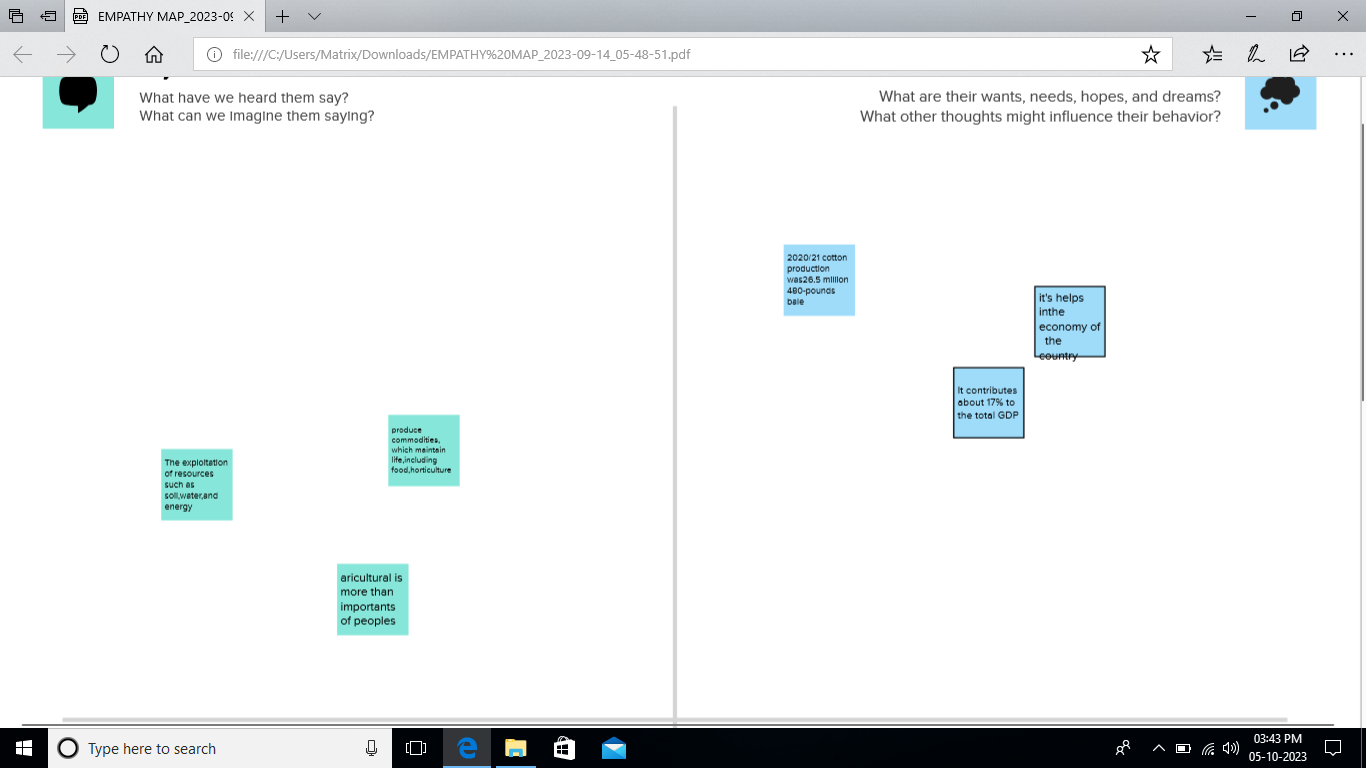 EMPATHY MAP_2023-09
file:///C:/Users/Matrix/Downloads/EMPATHY%20MAP_2023-09-14_05-48-51.pdf
What have we heard them say?
What can we imagine them saying?
What are their wants, needs, hopes, and dreams?
What other thoughts might influence their behavior?
The exploitation
of resources
such as
soil,water,and
energy
produce
commodities,
which maintain
life,including
food,horticulture
aricultural is
more than
importants
of peoples
2020/21 cotton
production
was26.5 million
480-pounds
bale
it's helps
inthe
economy of
the
country
It contributes
about 17% to
the total GDP
Type here to search
03:43 PM
05-10-2023